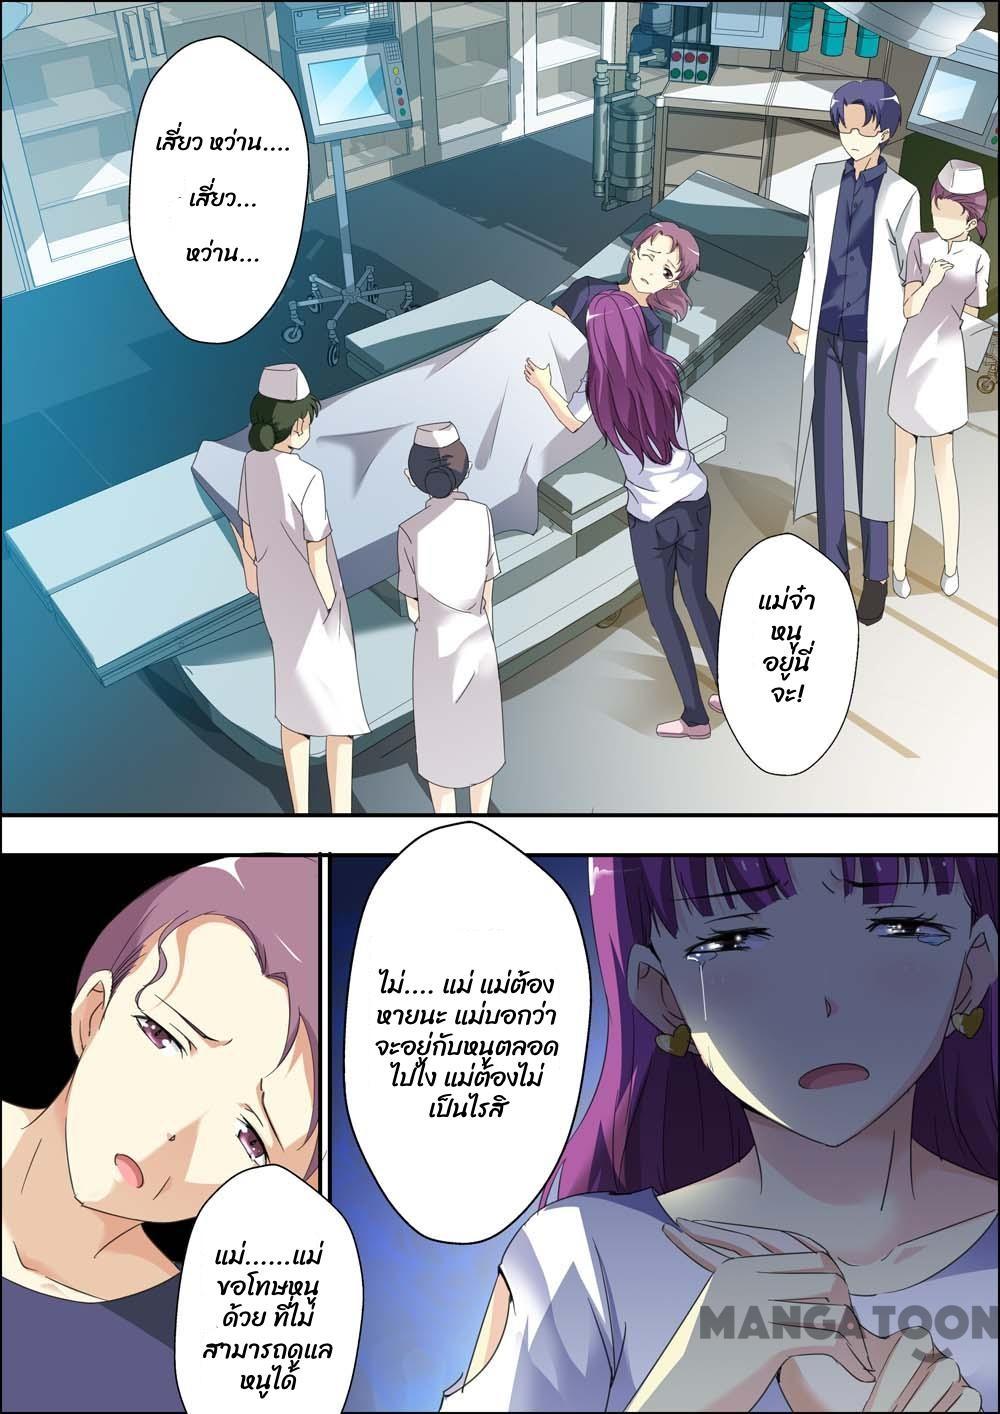 เสี่ยว หว่าน....
เสี่ยว...
หว่าน...
แม่จ๋า
หนู
อยู่นี่
จะ!
ไม่.... แม่ แม่ต้อง
หายนะ แม่บอกว่า
จะอยู่กับหนูตลอด
ไปไง แม่ต้องไม่
เป็นไรสิ
แม่......แม่
ขอโทษหนู
ด้วย ที่ไม่
สามารถดูแล
หนูได้
MANGATOON